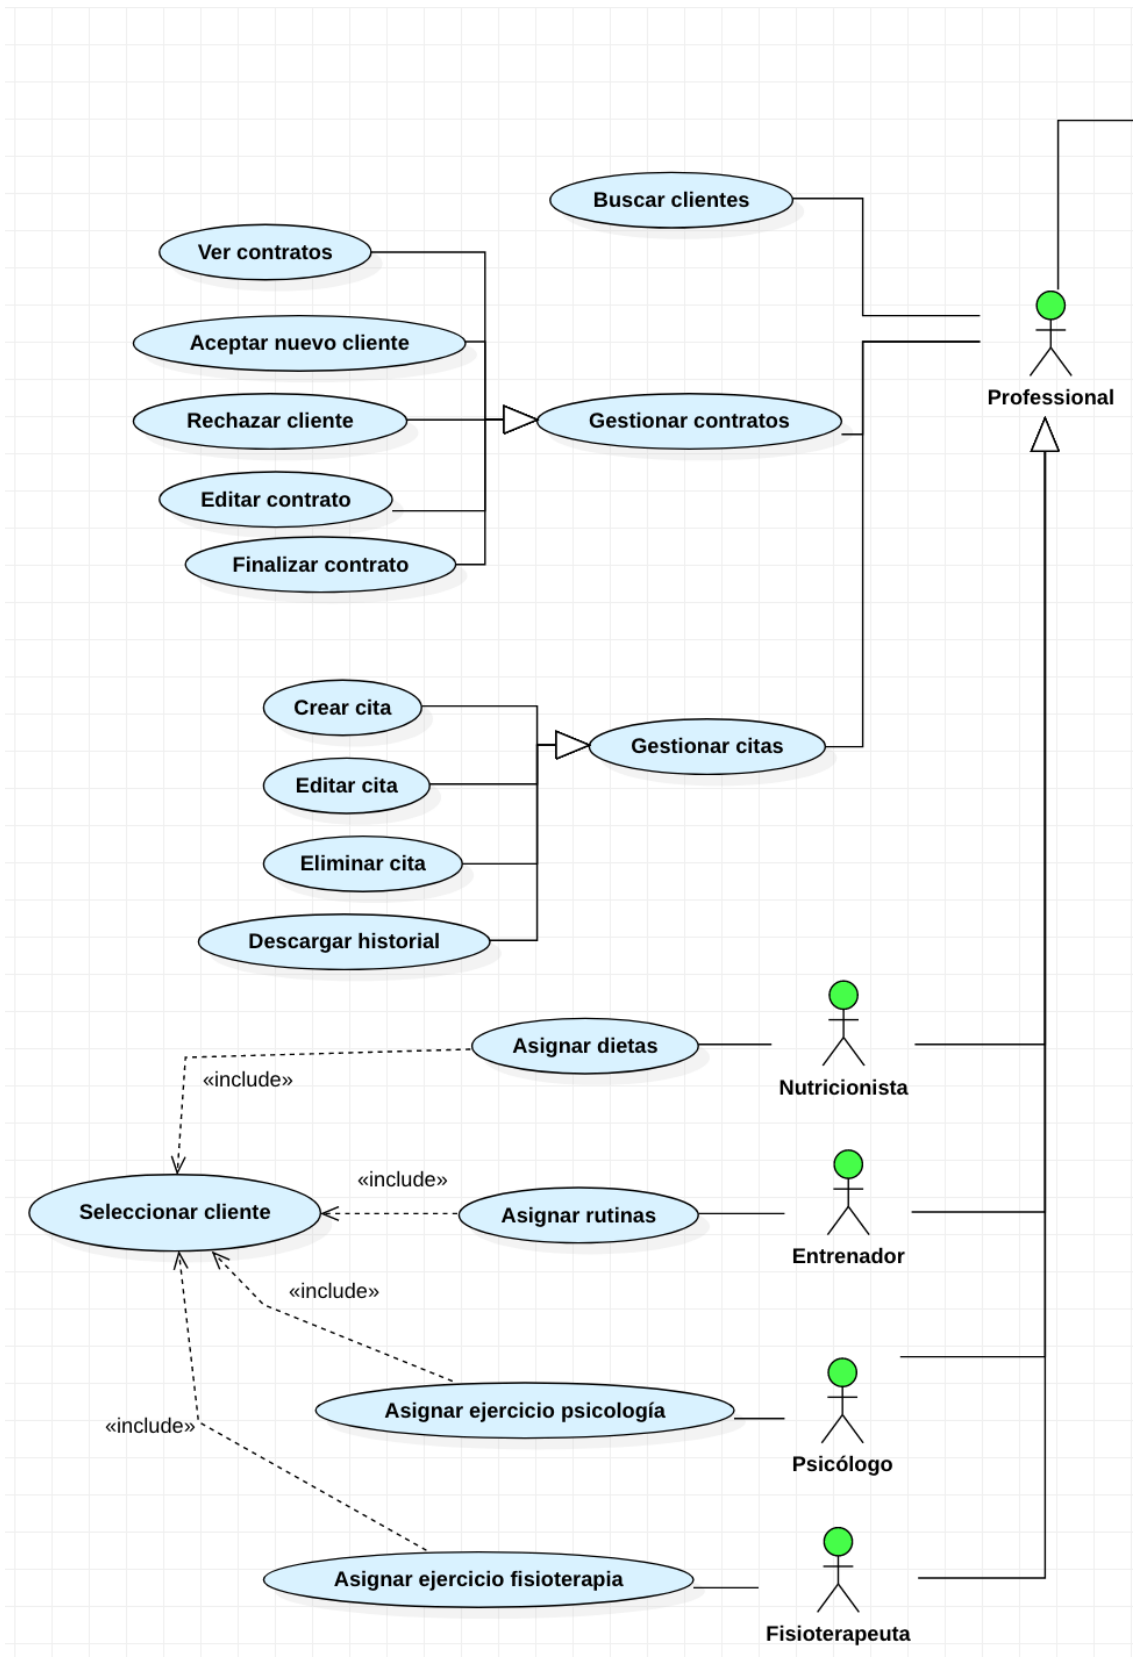 Buscar clientes
Ver contratos
Aceptar nuevo cliente
Professional
Rechazar cliente
Gestionar contratos
Editar contrato
Finalizar contrato
Crear cita
Gestionar citas
Editar cita
Eliminar cita
Descargar historial
Asignar dietas
«include»
Nutricionista
«include»
Seleccionar cliente
Asignar rutinas
Entrenador
«include»
Asignar ejercicio psicología
«include»
Psicólogo
Asignar ejercicio fisioterapia
Fisioterapeuta